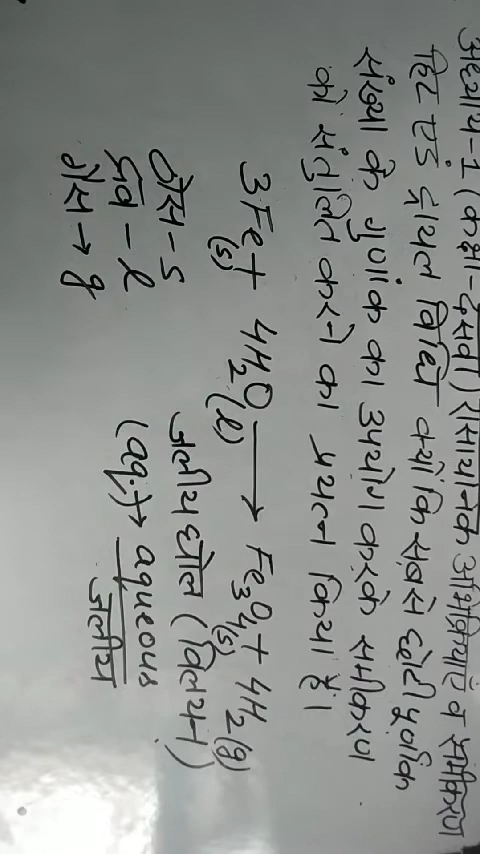 अध्याय-1 (कक्षा-दसवीं) रासायनिक अभिक्रियाएं व समीकरण
हिट एंड ट्रायल विधि क्योंकि सबसे छोटी पूर्णांक
संख्या के गुणांक का उपयोग करके समीकरण
को संतुलित करने का प्रयत्न किया है।
3Fe(s) + 4H₂O(l) ⟶ Fe₃O₄(s) + 4H₂(g)
ठोस - s जलीय घोल (विलयन)
द्रव - l (aq.) → aqueous
गैस → g जलीय